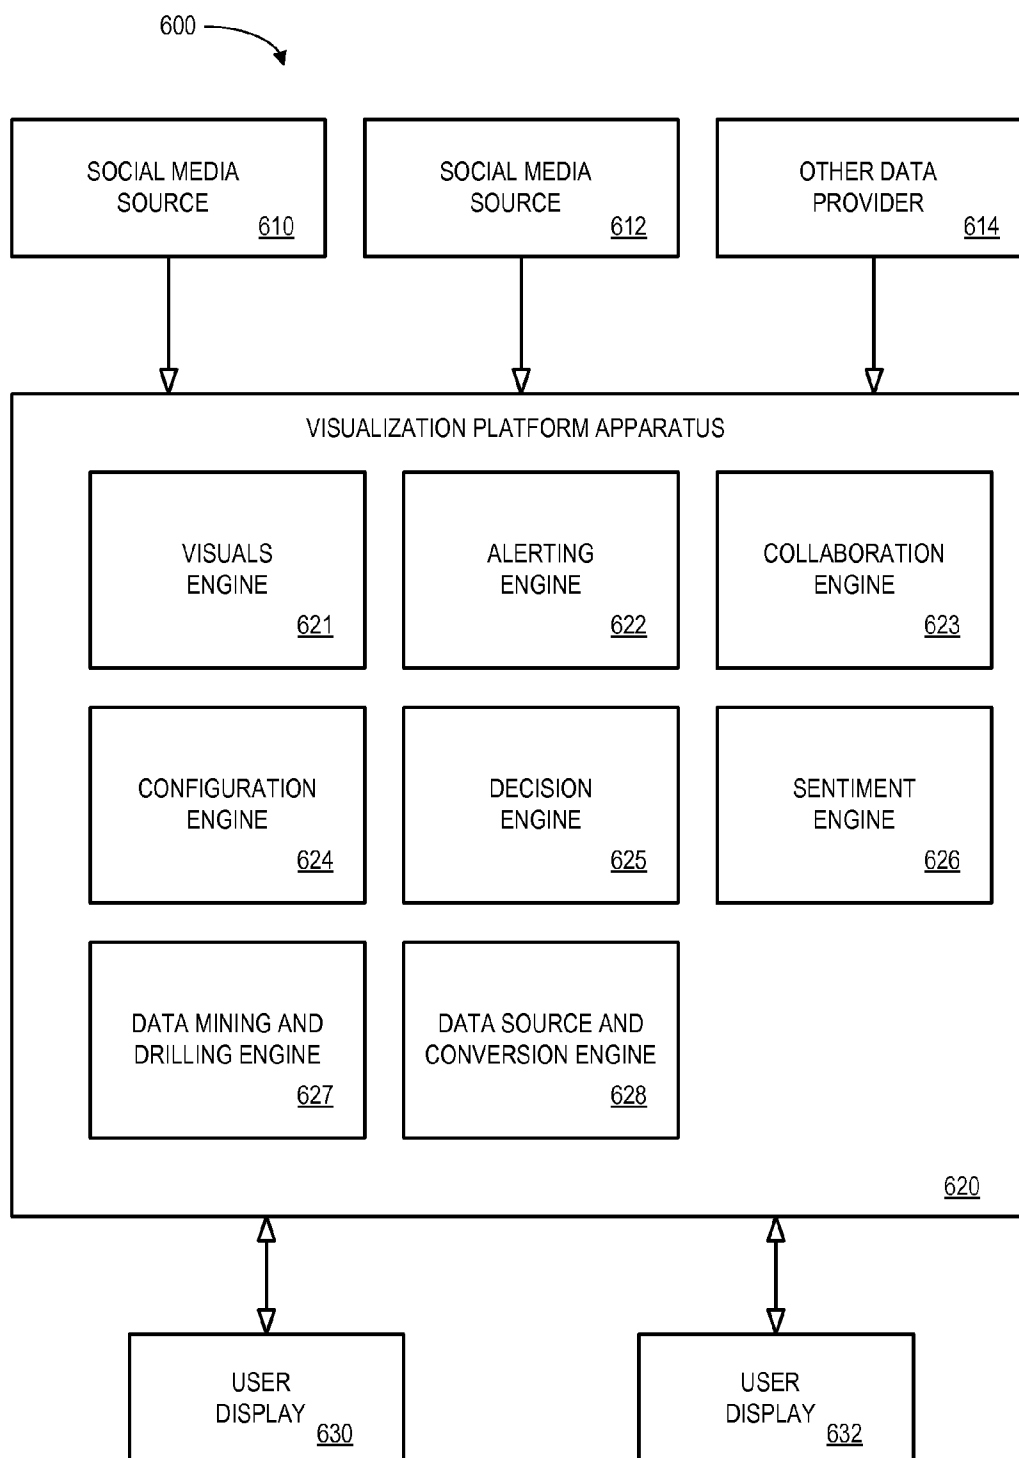 600
SOCIAL MEDIA
SOURCE
610
SOCIAL MEDIA
SOURCE
612
OTHER DATA
PROVIDER
614
VISUALIZATION PLATFORM APPARATUS
VISUALS
ENGINE
621
ALERTING
ENGINE
622
COLLABORATION
ENGINE
623
CONFIGURATION
ENGINE
624
DECISION
ENGINE
625
SENTIMENT
ENGINE
626
DATA MINING AND
DRILLING ENGINE
627
DATA SOURCE AND
CONVERSION ENGINE
628
620
USER
DISPLAY
630
USER
DISPLAY
632